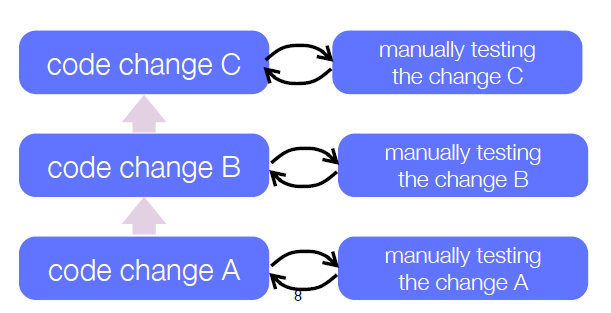 code change C
manually testing
the change C
code change B
manually testing
the change B
code change A
manually testing
the change A
8